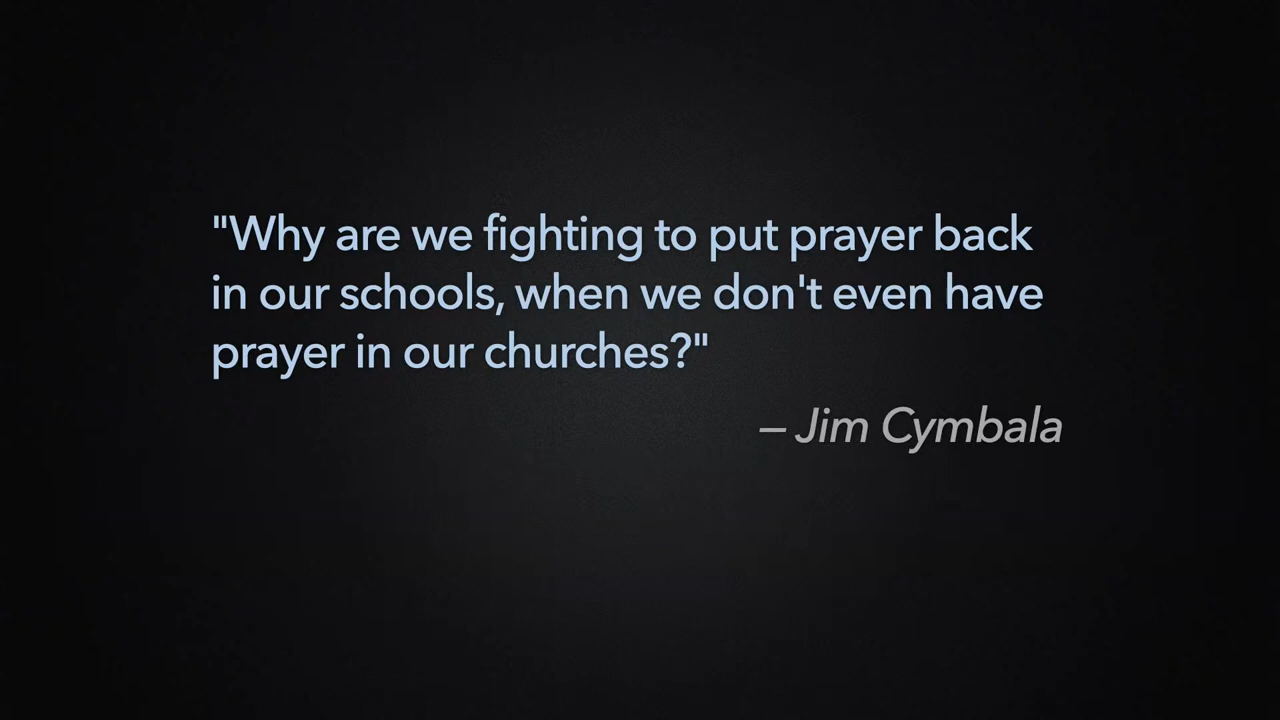 "Why are we fighting to put prayer back
in our schools, when we don't even have
prayer in our churches?"
– Jim Cymbala